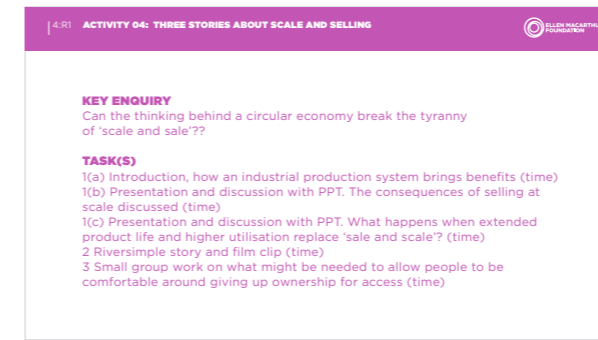 4:R1 ACTIVITY 04: THREE STORIES ABOUT SCALE AND SELLING
ELLEN MACARTHU
FOUNDATION
KEY ENQUIRY
Can the thinking behind a circular economy break the tyranny
of ‘scale and sale’??
TASK(S)
1(a) Introduction, how an industrial production system brings benefits (time)
1(b) Presentation and discussion with PPT. The consequences of selling at
scale discussed (time)
1(c) Presentation and discussion with PPT. What happens when extended
product life and higher utilisation replace ‘sale and scale’? (time)
2 Riversimple story and film clip (time)
3 Small group work on what might be needed to allow people to be
comfortable around giving up ownership for access (time)